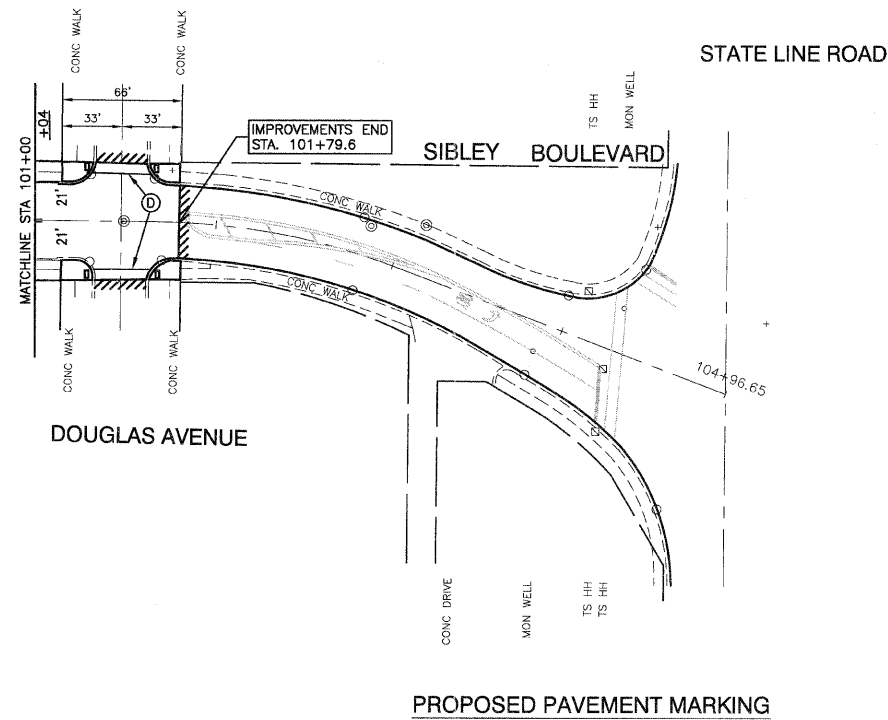 STATE LINE ROAD
CONC WALK
CONC WALK
66'
33'
33'
+04
MATCHLINE STA 101+00
21'
21'
D
IMPROVEMENTS END
STA. 101+79.6
SIBLEY BOULEVARD
TS HH
MON WELL
CONC WALK
CONC WALK
104+96.65
CONC WALK
CONC WALK
DOUGLAS AVENUE
CONC DRIVE
MON WELL
TS HH
TS HH
PROPOSED PAVEMENT MARKING